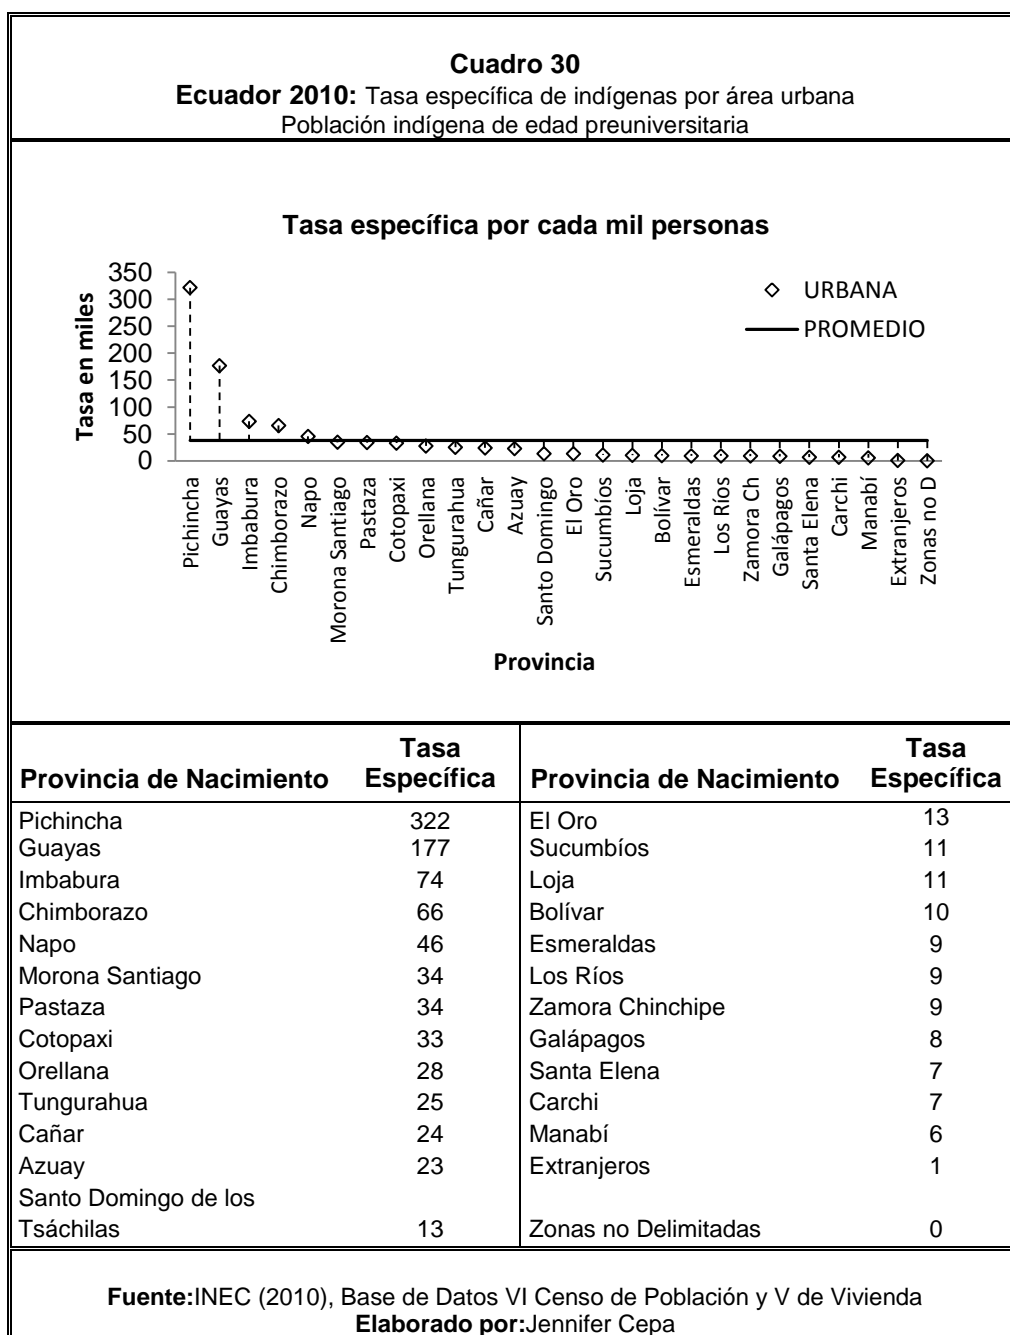 Cuadro 30
Ecuador 2010: Tasa específica de indígenas por área urbana
Población indígena de edad preuniversitaria
Tasa específica por cada mil personas
350
300
250
200
150
100
50
0
Tasa en miles
URBANA
PROMEDIO
Pichincha
Guayas
Imbabura
Chimborazo
Napo
Morona Santiago
Pastaza
Cotopaxi
Orellana
Tungurahua
Cañar
Azuay
Santo Domingo
El Oro
Sucumbíos
Loja
Bolívar
Esmeraldas
Los Ríos
Zamora Ch
Galápagos
Santa Elena
Carchi
Manabí
Extranjeros
Zonas no D
Provincia
Provincia de Nacimiento Tasa Específica Provincia de Nacimiento Tasa Específica
Pichincha 322 El Oro 13
Guayas 177 Sucumbíos 11
Imbabura 74 Loja 11
Chimborazo 66 Bolívar 10
Napo 46 Esmeraldas 9
Morona Santiago 34 Los Ríos 9
Pastaza 34 Zamora Chinchipe 9
Cotopaxi 33 Galápagos 8
Orellana 28 Santa Elena 7
Tungurahua 25 Carchi 7
Cañar 24 Manabí 6
Azuay 23 Extranjeros 1
Santo Domingo de los
Tsáchilas 13 Zonas no Delimitadas 0
Fuente:INEC (2010), Base de Datos VI Censo de Población y V de Vivienda
Elaborado por:Jennifer Cepa